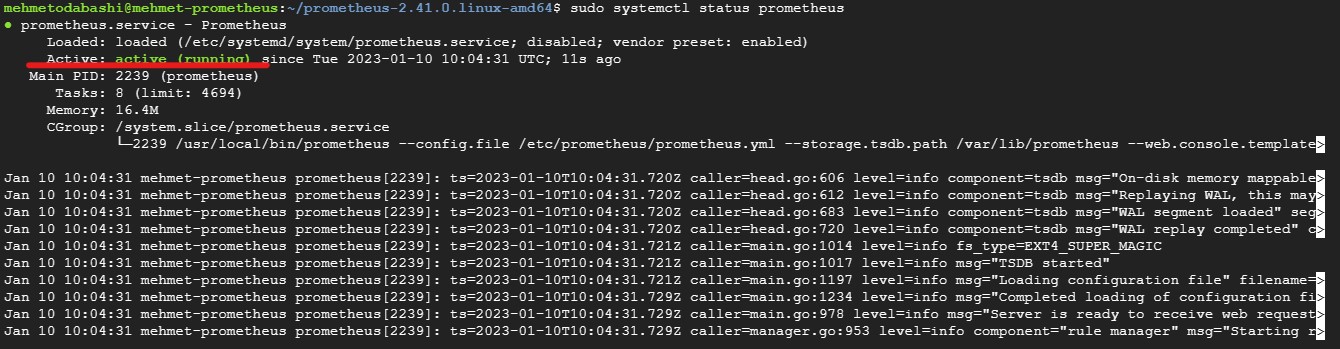 mehmetodabashi@mehmet-prometheus:~/prometheus-2.41.0.linux-amd64$ sudo systemctl status prometheus
● prometheus.service - Prometheus
Loaded: loaded (/etc/systemd/system/prometheus.service; disabled; vendor preset: enabled)
Active: active (running) since Tue 2023-01-10 10:04:31 UTC; 11s ago
Main PID: 2239 (prometheus)
Tasks: 8 (limit: 4694)
Memory: 16.4M
CGroup: /system.slice/prometheus.service
└─2239 /usr/local/bin/prometheus --config.file /etc/prometheus/prometheus.yml --storage.tsdb.path /var/lib/prometheus --web.console.template>
Jan 10 10:04:31 mehmet-prometheus prometheus[2239]: ts=2023-01-10T10:04:31.720Z caller=head.go:606 level=info component=tsdb msg="On-disk memory mappable>
Jan 10 10:04:31 mehmet-prometheus prometheus[2239]: ts=2023-01-10T10:04:31.720Z caller=head.go:612 level=info component=tsdb msg="Replaying WAL, this may>
Jan 10 10:04:31 mehmet-prometheus prometheus[2239]: ts=2023-01-10T10:04:31.720Z caller=head.go:683 level=info component=tsdb msg="WAL segment loaded" seg>
Jan 10 10:04:31 mehmet-prometheus prometheus[2239]: ts=2023-01-10T10:04:31.720Z caller=head.go:720 level=info component=tsdb msg="WAL replay completed" c>
Jan 10 10:04:31 mehmet-prometheus prometheus[2239]: ts=2023-01-10T10:04:31.721Z caller=main.go:1014 level=info fs_type=EXT4_SUPER_MAGIC
Jan 10 10:04:31 mehmet-prometheus prometheus[2239]: ts=2023-01-10T10:04:31.721Z caller=main.go:1017 level=info msg="TSDB started"
Jan 10 10:04:31 mehmet-prometheus prometheus[2239]: ts=2023-01-10T10:04:31.721Z caller=main.go:1197 level=info msg="Loading configuration file" filename=>
Jan 10 10:04:31 mehmet-prometheus prometheus[2239]: ts=2023-01-10T10:04:31.729Z caller=main.go:1234 level=info msg="Completed loading of configuration fi>
Jan 10 10:04:31 mehmet-prometheus prometheus[2239]: ts=2023-01-10T10:04:31.729Z caller=main.go:978 level=info msg="Server is ready to receive web request>
Jan 10 10:04:31 mehmet-prometheus prometheus[2239]: ts=2023-01-10T10:04:31.729Z caller=manager.go:953 level=info component="rule manager" msg="Starting r>